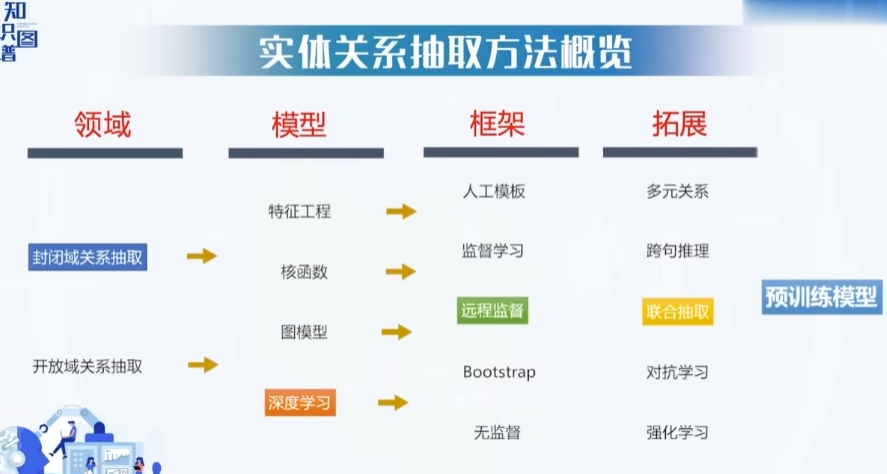 知识图谱
实体关系抽取方法概览
领域
封闭域关系抽取
开放域关系抽取
模型
特征工程
核函数
图模型
深度学习
框架
人工模板
监督学习
远程监督
Bootstrap
无监督
拓展
多元关系
跨句推理
联合抽取
对抗学习
强化学习
预训练模型